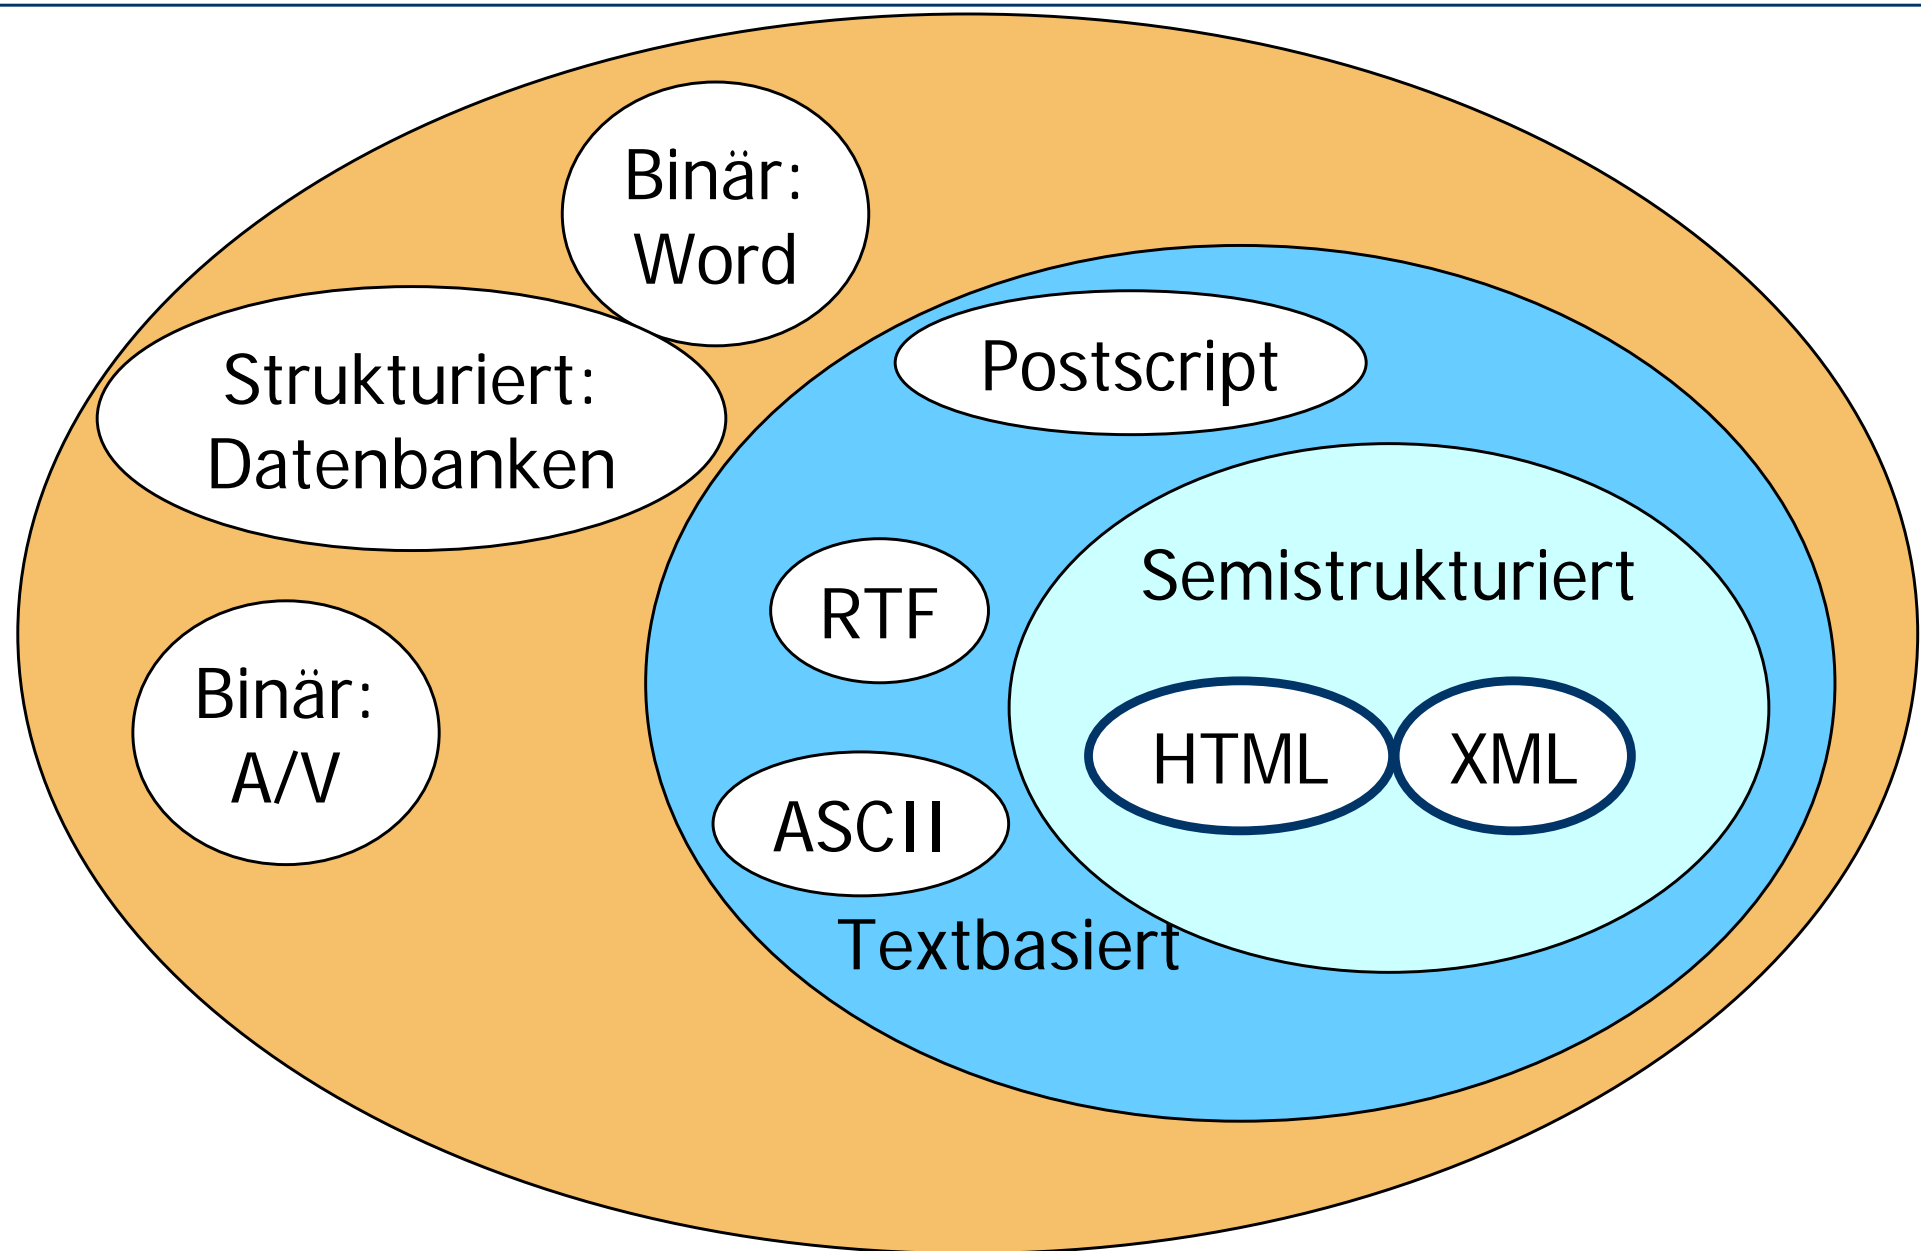 Binär:
Word
Strukturiert:
Datenbanken
Postscript
Semistrukturiert
RTF
Binär:
A/V
HTML
XML
ASCII
Textbasiert